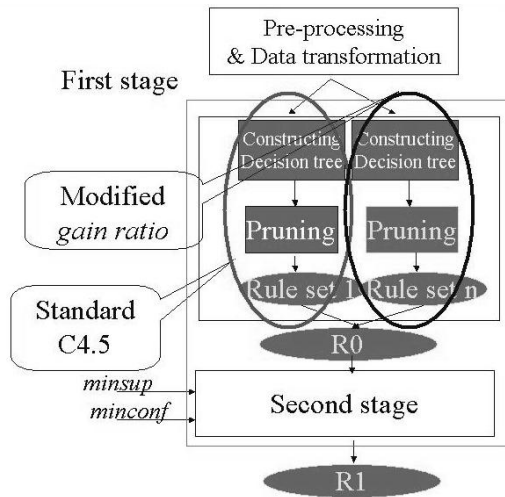 Pre-processing
& Data transformation
First stage
Constructing
Decision tree
Constructing
Decision tree
Modified
gain ratio
Pruning
Pruning
Rule set 1
Rule set n
Standard
C4.5
R0
minsup
minconf
Second stage
R1